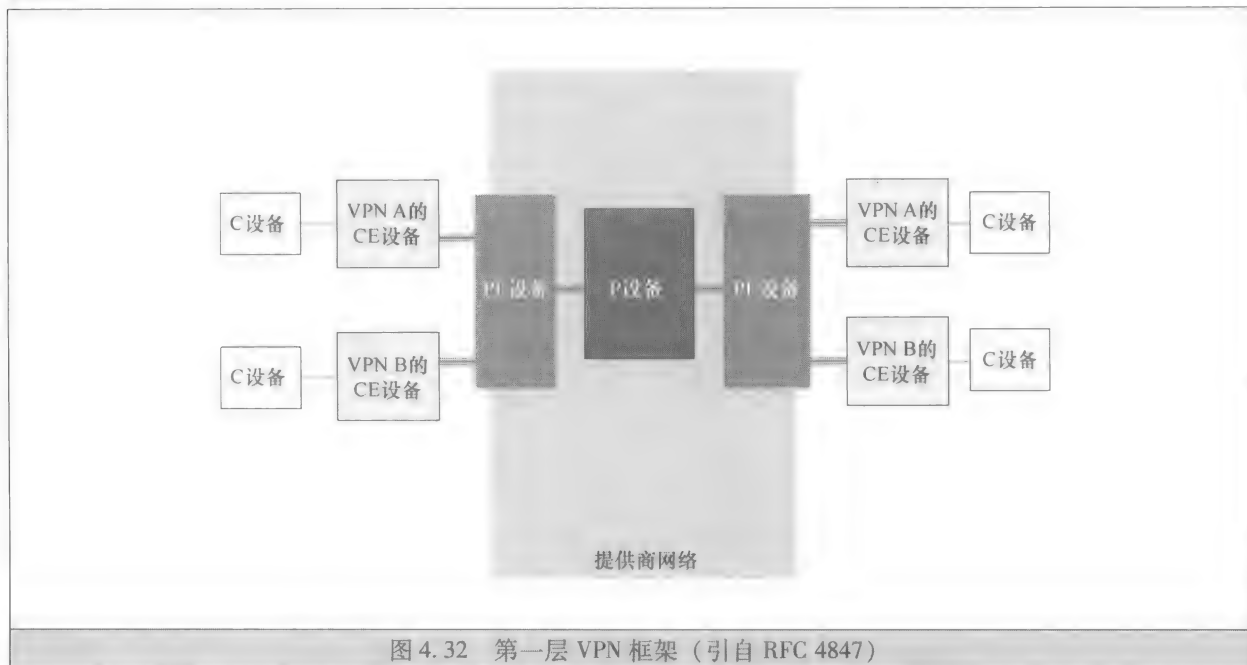 C设备
VPN A的
CE设备
VPN A的
CE设备
C设备
PE设备
P设备
PE设备
C设备
VPN B的
CE设备
VPN B的
CE设备
C设备
提供商网络
图 4.32 第一层 VPN 框架（引自 RFC 4847）